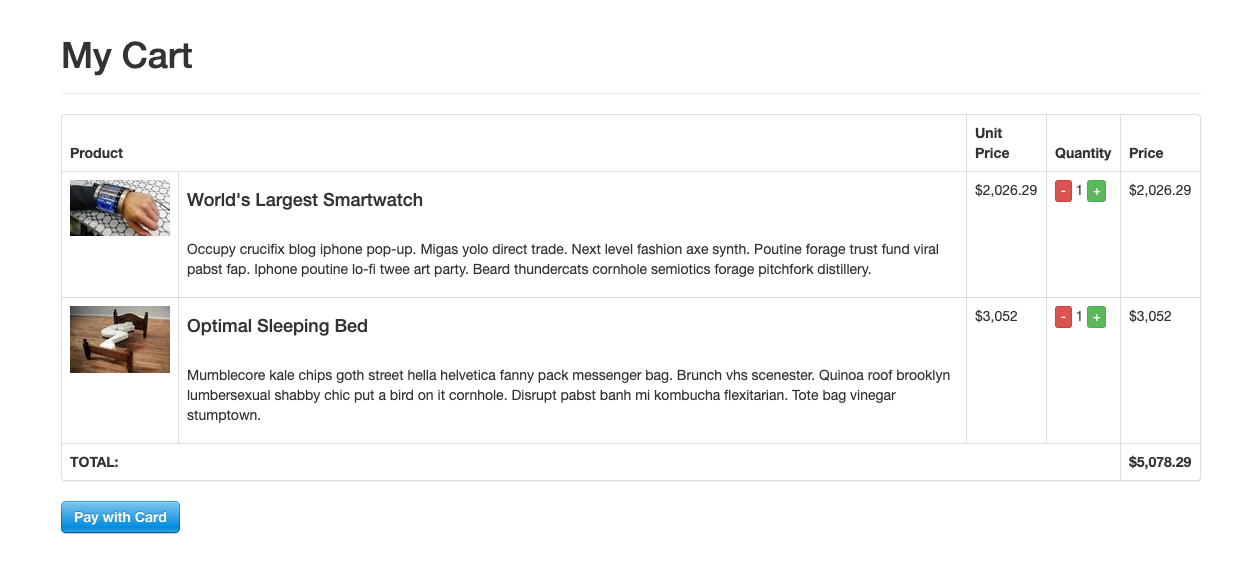 My Cart
Product
Unit
Price
Quantity
Price
World's Largest Smartwatch
$2,026.29
- 1 +
$2,026.29
Occupy crucifix blog iphone pop-up. Migas yolo direct trade. Next level fashion axe synth. Poutine forage trust fund viral
pabst fap. Iphone poutine lo-fi twee art party. Beard thundercats cornhole semiotics forage pitchfork distillery.
Optimal Sleeping Bed
$3,052
- 1 +
$3,052
Mumblecore kale chips goth street hella helvetica fanny pack messenger bag. Brunch vhs scenester. Quinoa roof brooklyn
lumbersexual shabby chic put a bird on it cornhole. Disrupt pabst banh mi kombucha flexitarian. Tote bag vinegar
stumptown.
TOTAL:
$5,078.29
Pay with Card